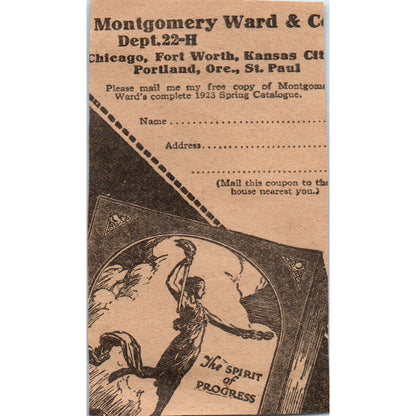 Montgomery Ward & Co
Dept.22-H
Chicago, Fort Worth, Kansas Cit
Portland, Ore., St. Paul
Please mail me my free copy of Montgome
Ward's complete 1923 Spring Catalogue.
Name
Address
(Mail this coupon to the
house nearest you.)
The SPIRIT
of
PROGRESS